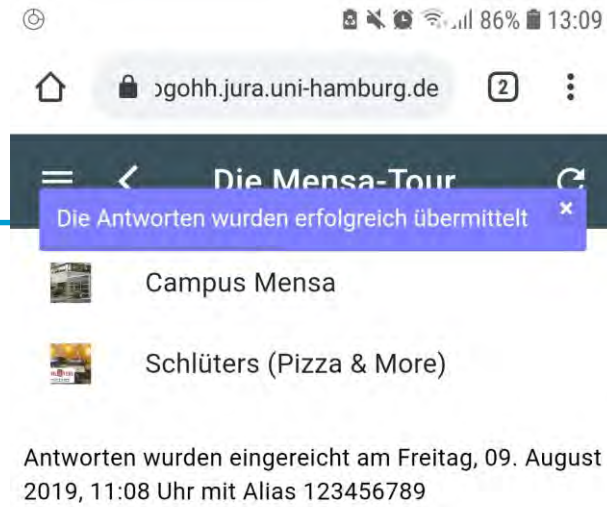 86% 13:09
ogohh.jura.uni-hamburg.de 2
Die Mensa-Tour
Die Antworten wurden erfolgreich übermittelt ×
Campus Mensa
Schlüters (Pizza & More)
Antworten wurden eingereicht am Freitag, 09. August
2019, 11:08 Uhr mit Alias 123456789